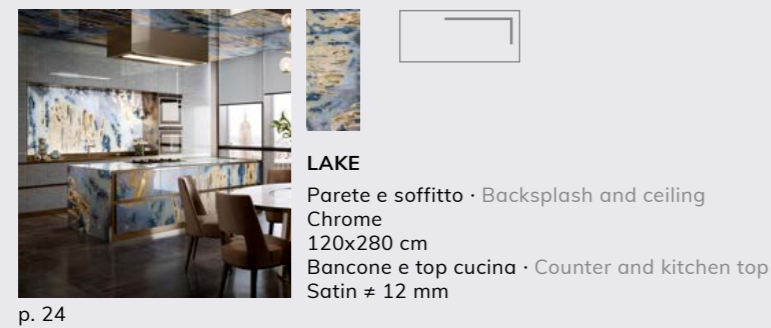 LAKE
Parete e soffitto · Backsplash and ceiling
Chrome
120x280 cm
Bancone e top cucina · Counter and kitchen top
Satin ≠ 12 mm
p. 24